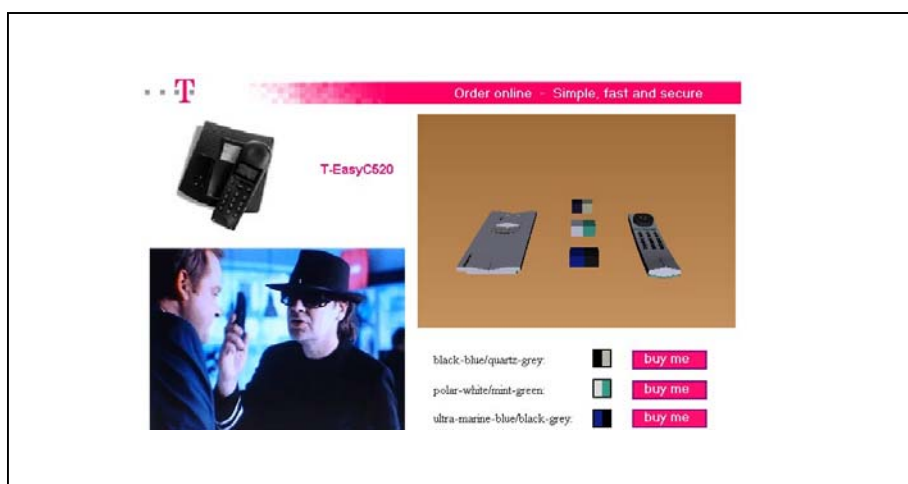 T
Order online - Simple, fast and secure
T-EasyC520
black-blue/quartz-grey:
buy me
polar-white/mint-green:
buy me
ultra-marine-blue/black-grey:
buy me